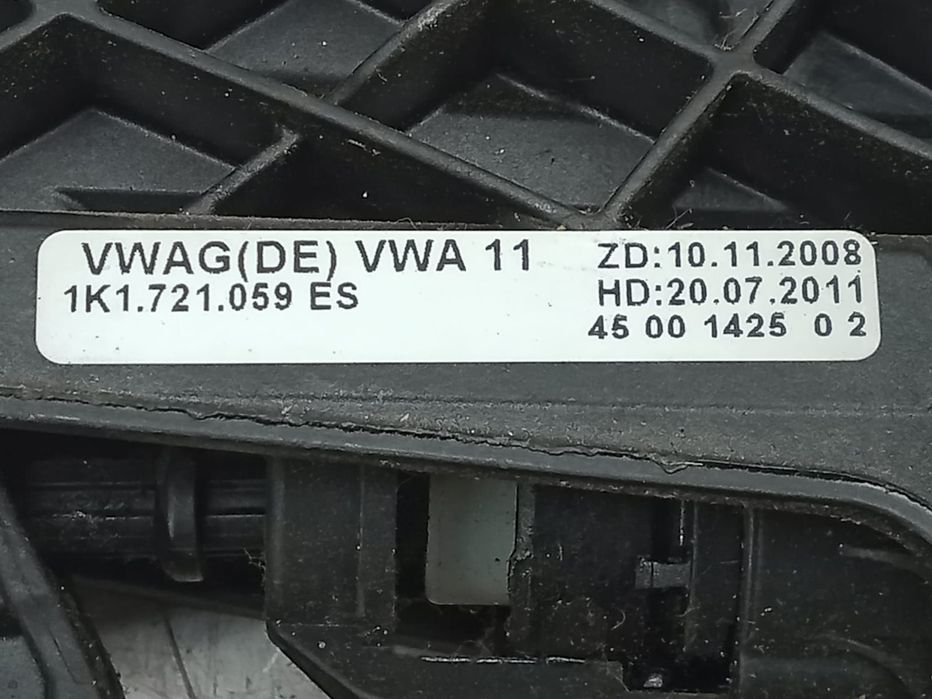 VWAG(DE) VWA 11 ZD:10.11.2008
1K1.721.059 ES HD:20.07.2011
45 00 1425 0 2